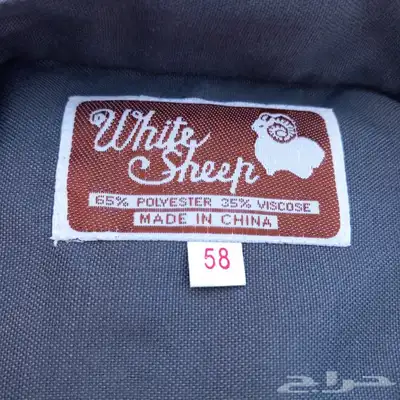 White
Sheep
65% POLYESTER 35% VISCOSE
MADE IN CHINA
58
حراج